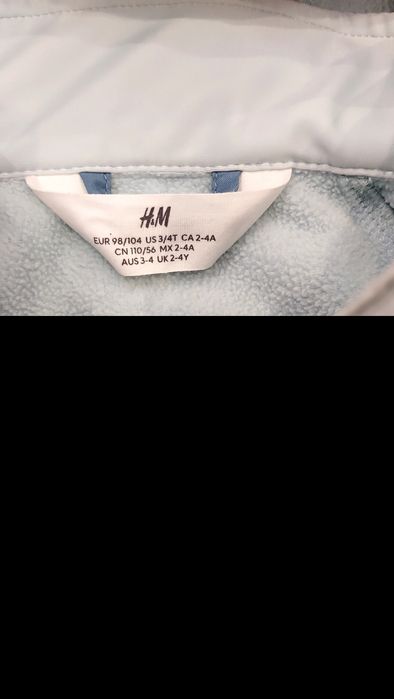 H&M
EUR 98/104 US 3/4T CA 2-4A
CN 110/56 MX 2-4A
AUS 3-4 UK 2-4Y